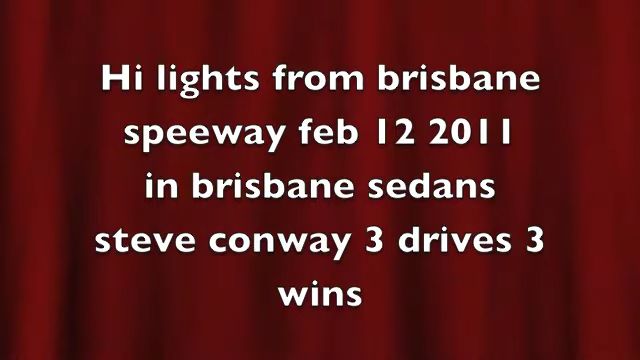 Hi lights from brisbane
speeway feb 12 2011
in brisbane sedans
steve conway 3 drives 3
wins